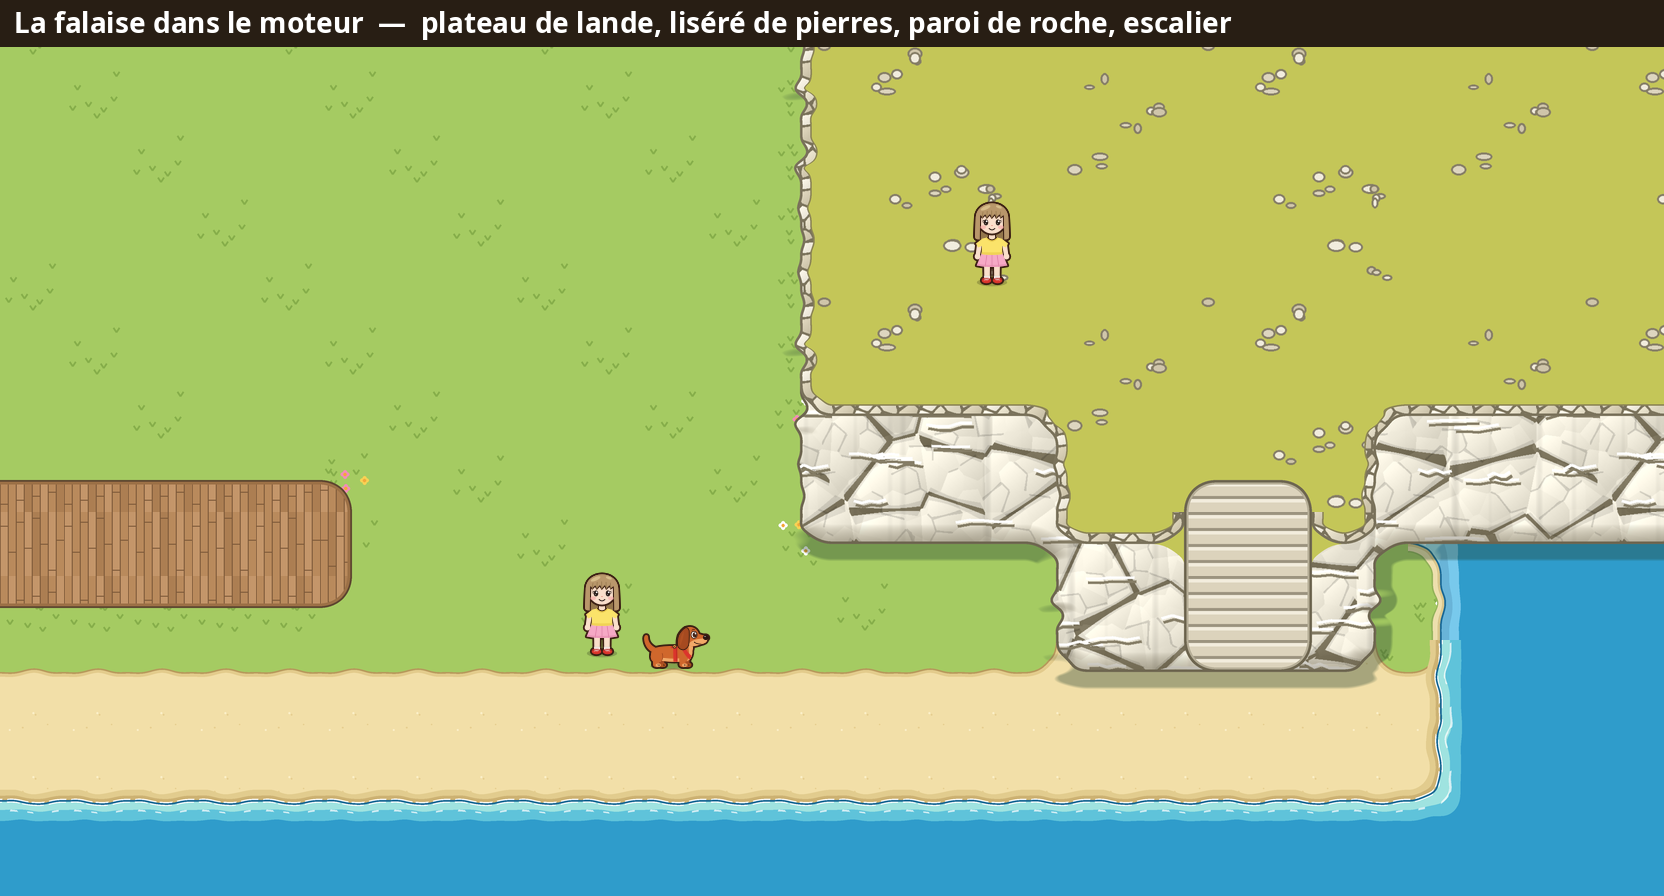 La falaise dans le moteur — plateau de lande, liséré de pierres, paroi de roche, escalier